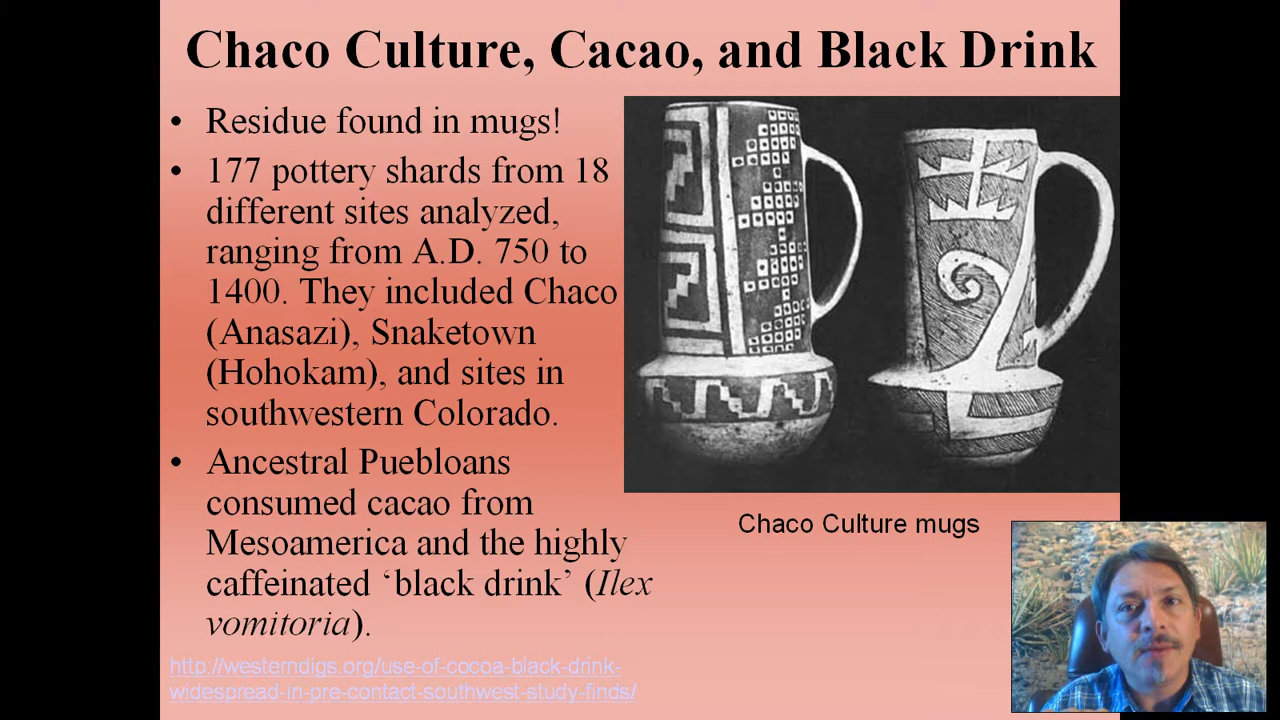 Chaco Culture, Cacao, and Black Drink
• Residue found in mugs!
• 177 pottery shards from 18
different sites analyzed,
ranging from A.D. 750 to
1400. They included Chaco
(Anasazi), Snaketown
(Hohokam), and sites in
southwestern Colorado.
• Ancestral Puebloans
consumed cacao from
Mesoamerica and the highly
caffeinated ‘black drink’ (Ilex
vomitoria).
http://westerndigs.org/use-of-cocoa-black-drink-
widespread-in-pre-contact-southwest-study-finds/
Chaco Culture mugs